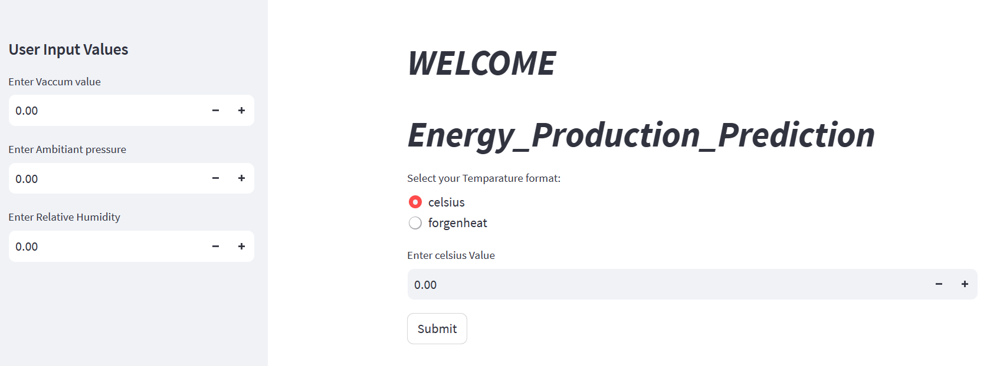 User Input Values
Enter Vaccum value
0.00
Enter Ambitiant pressure
0.00
Enter Relative Humidity
0.00
WELCOME
Energy_Production_Prediction
Select your Temparature format:
celsius
forgenheat
Enter celsius Value
0.00
Submit